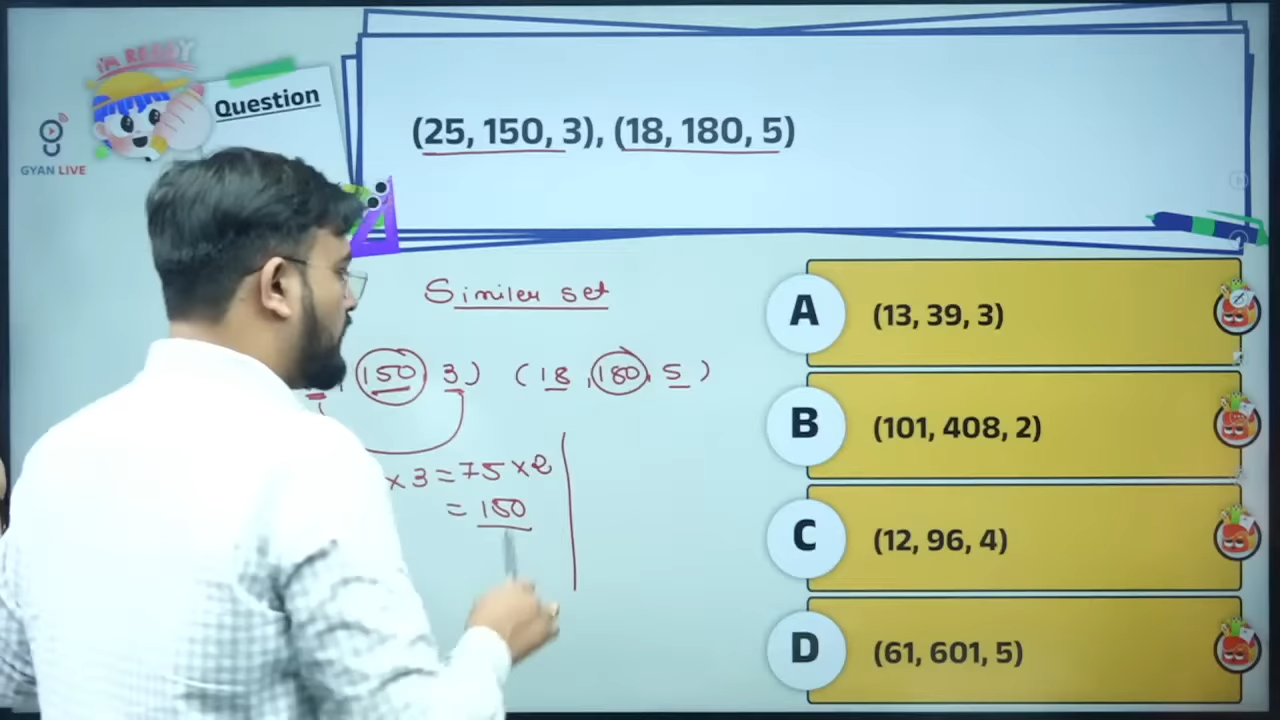 I'M READY
Question
GYAN LIVE
(25, 150, 3), (18, 180, 5)
Similer set
, 150, 3) (18, 180, 5)
× 3 = 75 × 2
= 150
A (13, 39, 3)
B (101, 408, 2)
C (12, 96, 4)
D (61, 601, 5)